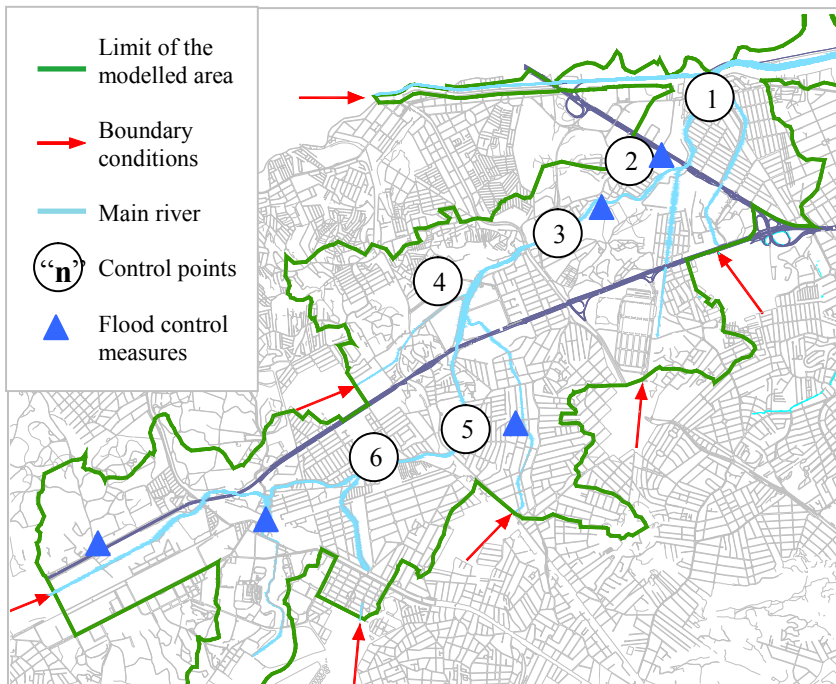 Limit of the
modelled area
Boundary
conditions
Main river
“n”
Control points
Flood control
measures
1
2
3
4
5
6